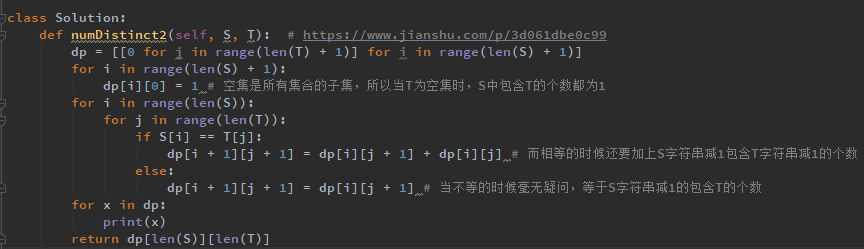 class Solution:
    def numDistinct2(self, S, T):  # https://www.jianshu.com/p/3d061dbe0c99
        dp = [[0 for j in range(len(T) + 1)] for i in range(len(S) + 1)]
        for i in range(len(S) + 1):
            dp[i][0] = 1 # 空集是所有集合的子集，所以当T为空集时，S中包含T的个数都为1
        for i in range(len(S)):
            for j in range(len(T)):
                if S[i] == T[j]:
                    dp[i + 1][j + 1] = dp[i][j + 1] + dp[i][j] # 而相等的时候还要加上S字符串减1包含T字符串减1的个数
                else:
                    dp[i + 1][j + 1] = dp[i][j + 1] # 当不等的时候毫无疑问，等于S字符串减1的包含T的个数
        for x in dp:
            print(x)
        return dp[len(S)][len(T)]